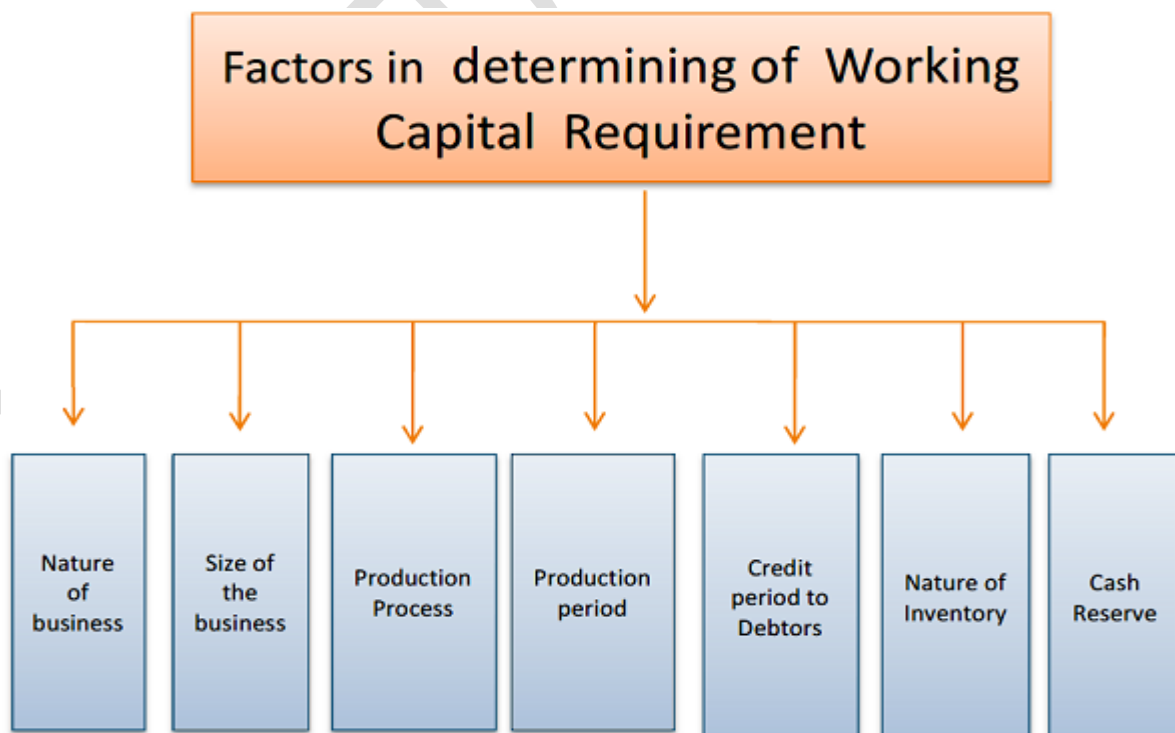 Factors in determining of Working
Capital Requirement
Nature
of
business
Size of
the
business
Production
Process
Production
period
Credit
period to
Debtors
Nature of
Inventory
Cash
Reserve